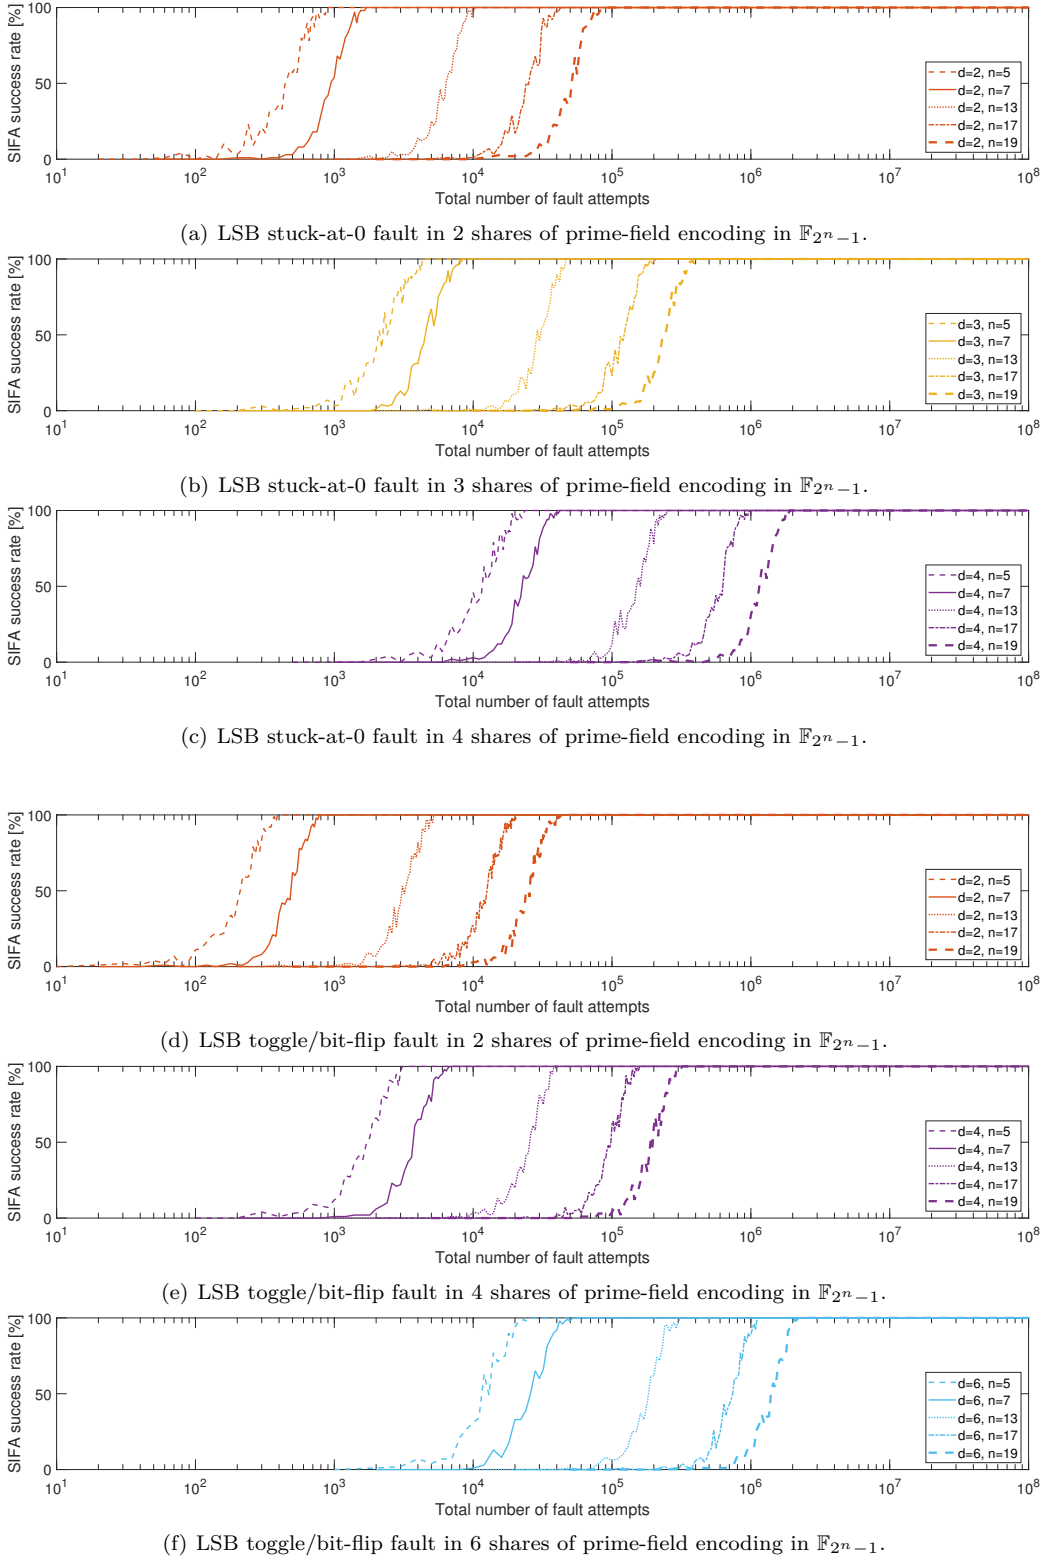 SIFA success rate [%]
100
50
0
d=2, n=5
d=2, n=7
d=2, n=13
d=2, n=17
d=2, n=19
10^1 10^2 10^3 10^4 10^5 10^6 10^7 10^8
Total number of fault attempts
(a) LSB stuck-at-0 fault in 2 shares of prime-field encoding in 𝔽_{2^n−1}.
SIFA success rate [%]
100
50
0
d=3, n=5
d=3, n=7
d=3, n=13
d=3, n=17
d=3, n=19
10^1 10^2 10^3 10^4 10^5 10^6 10^7 10^8
Total number of fault attempts
(b) LSB stuck-at-0 fault in 3 shares of prime-field encoding in 𝔽_{2^n−1}.
SIFA success rate [%]
100
50
0
d=4, n=5
d=4, n=7
d=4, n=13
d=4, n=17
d=4, n=19
10^1 10^2 10^3 10^4 10^5 10^6 10^7 10^8
Total number of fault attempts
(c) LSB stuck-at-0 fault in 4 shares of prime-field encoding in 𝔽_{2^n−1}.
SIFA success rate [%]
100
50
0
d=2, n=5
d=2, n=7
d=2, n=13
d=2, n=17
d=2, n=19
10^1 10^2 10^3 10^4 10^5 10^6 10^7 10^8
Total number of fault attempts
(d) LSB toggle/bit-flip fault in 2 shares of prime-field encoding in 𝔽_{2^n−1}.
SIFA success rate [%]
100
50
0
d=4, n=5
d=4, n=7
d=4, n=13
d=4, n=17
d=4, n=19
10^1 10^2 10^3 10^4 10^5 10^6 10^7 10^8
Total number of fault attempts
(e) LSB toggle/bit-flip fault in 4 shares of prime-field encoding in 𝔽_{2^n−1}.
SIFA success rate [%]
100
50
0
d=6, n=5
d=6, n=7
d=6, n=13
d=6, n=17
d=6, n=19
10^1 10^2 10^3 10^4 10^5 10^6 10^7 10^8
Total number of fault attempts
(f) LSB toggle/bit-flip fault in 6 shares of prime-field encoding in 𝔽_{2^n−1}.